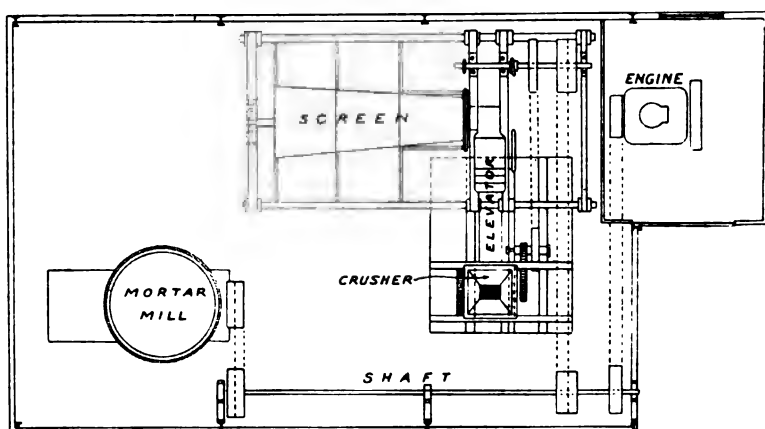 ENGINE
SCREEN
ELEVATOR
CRUSHER
MORTAR
MILL
SHAFT